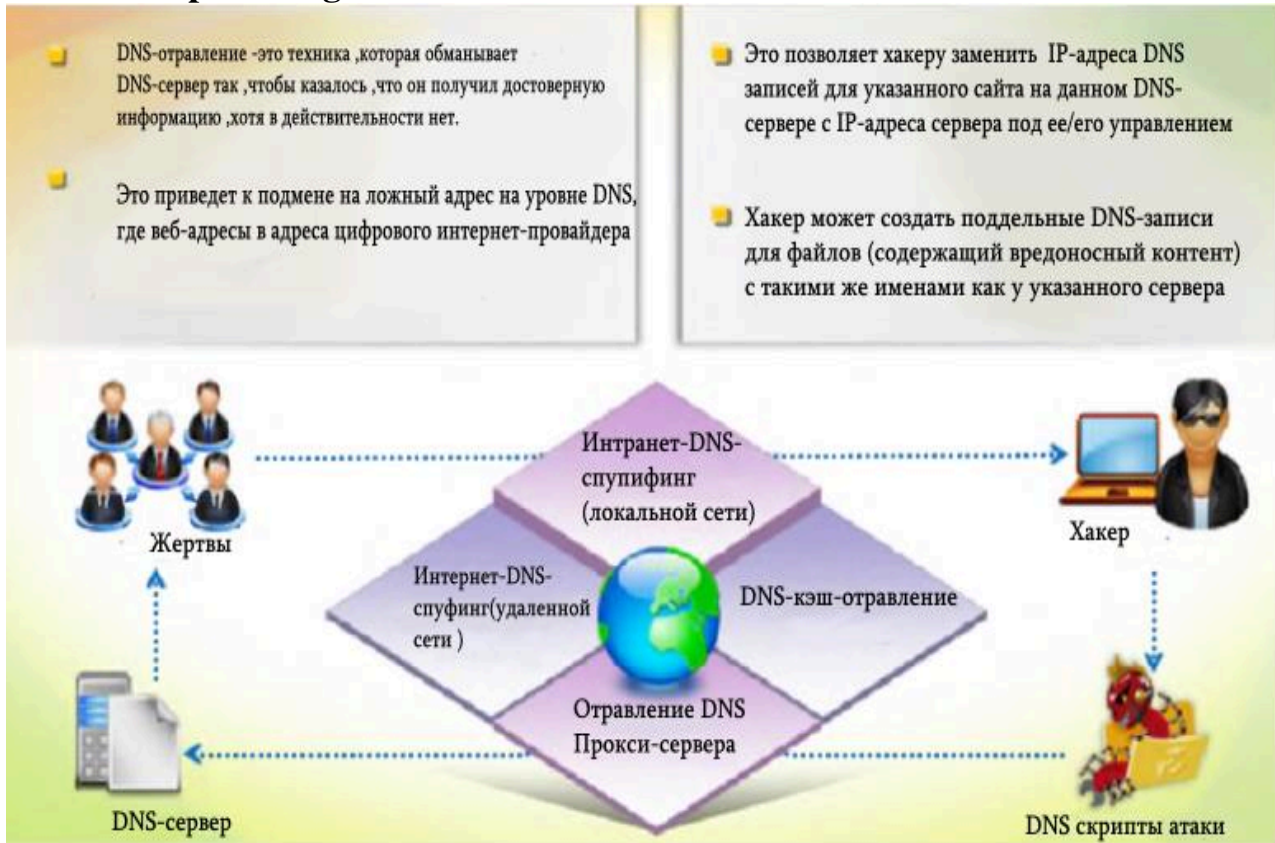 DNS-отравление -это техника ,которая обманывает
DNS-сервер так ,чтобы казалось ,что он получил достоверную
информацию ,хотя в действительности нет.
Это приведет к подмене на ложный адрес на уровне DNS,
где веб-адресы в адреса цифрового интернет-провайдера
Это позволяет хакеру заменить IP-адреса DNS
записей для указанного сайта на данном DNS-
сервере с IP-адреса сервера под ее/его управлением
Хакер может создать поддельные DNS-записи
для файлов (содержащий вредоносный контент)
с такими же именами как у указанного сервера
Жертвы
Интранет-DNS-
спупифинг
(локальной сети)
Хакер
Интернет-DNS-
спуфинг(удаленной
сети )
DNS-кэш-отравление
Отравление DNS
Прокси-сервера
DNS-сервер
DNS скрипты атаки